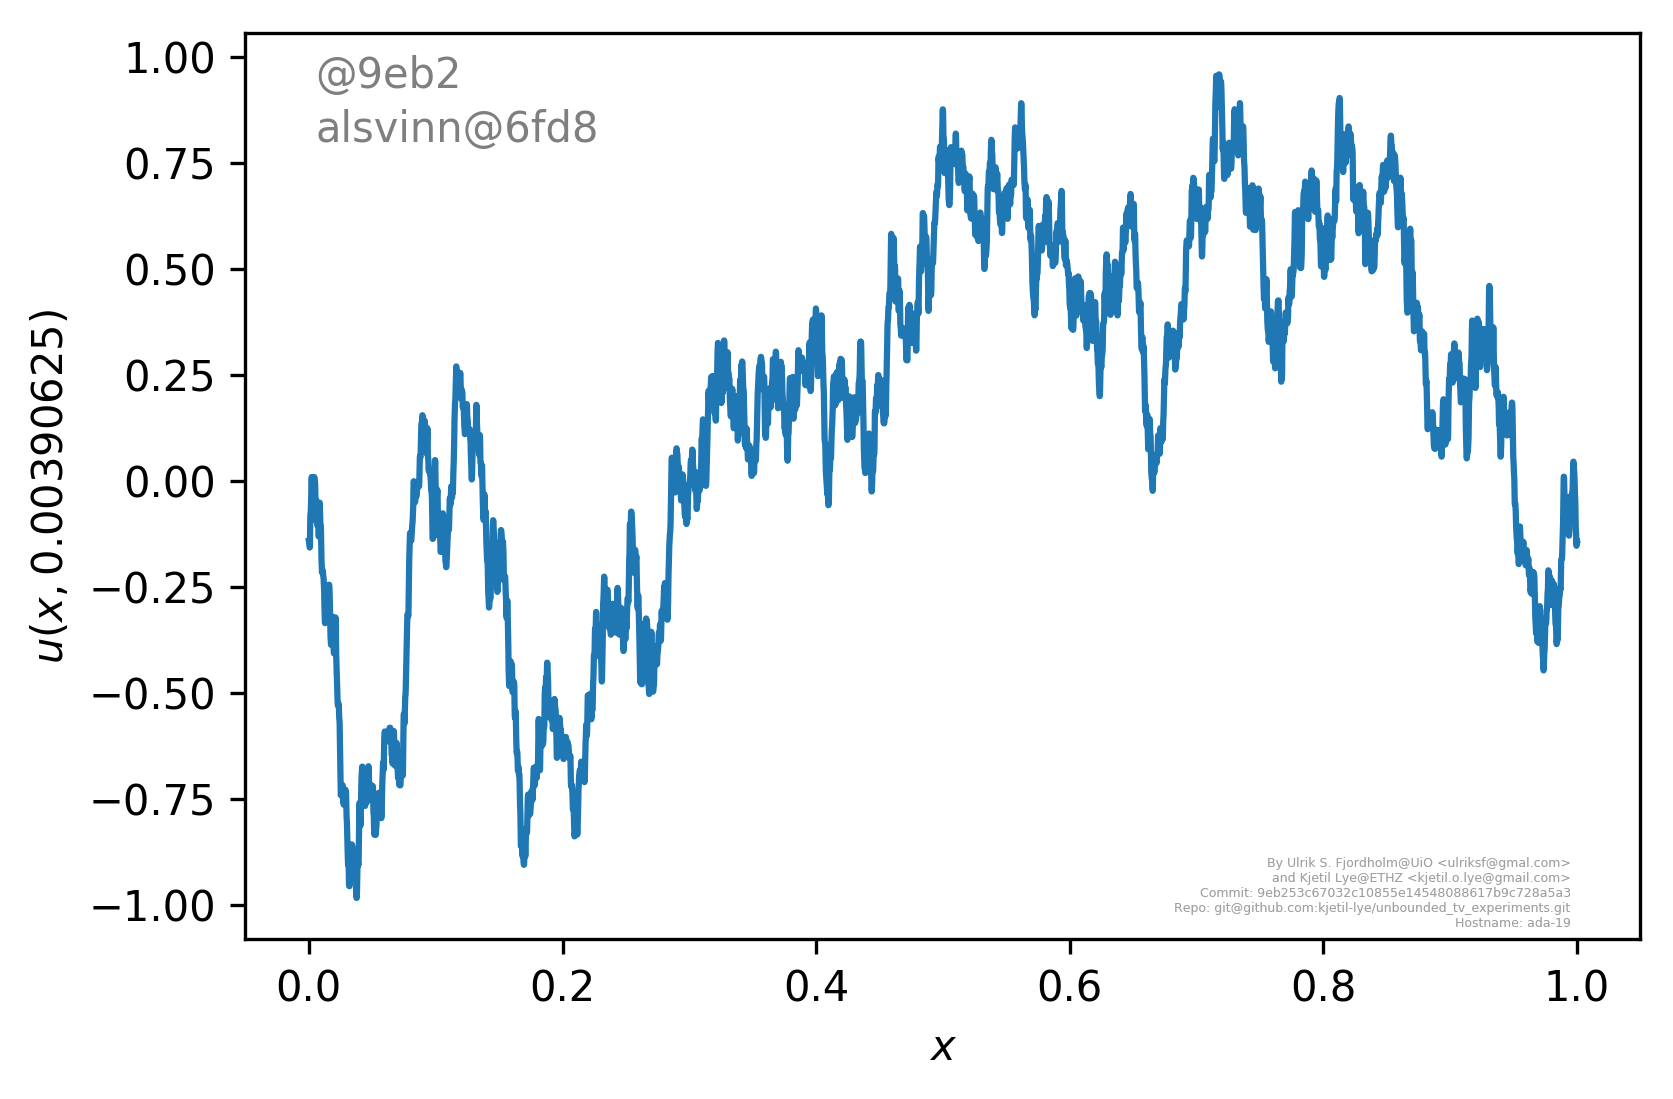 @9eb2
alsvinn@6fd8
1.00
0.75
0.50
0.25
0.00
−0.25
−0.50
−0.75
−1.00
u(x, 0.00390625)
By Ulrik S. Fjordholm@UiO <ulriksf@gmal.com>
and Kjetil Lye@ETHZ <kjetil.o.lye@gmail.com>
Commit: 9eb253c67032c10855e14548088617b9c728a5a3
Repo: git@github.com:kjetil-lye/unbounded_tv_experiments.git
Hostname: ada-19
0.0 0.2 0.4 0.6 0.8 1.0
x